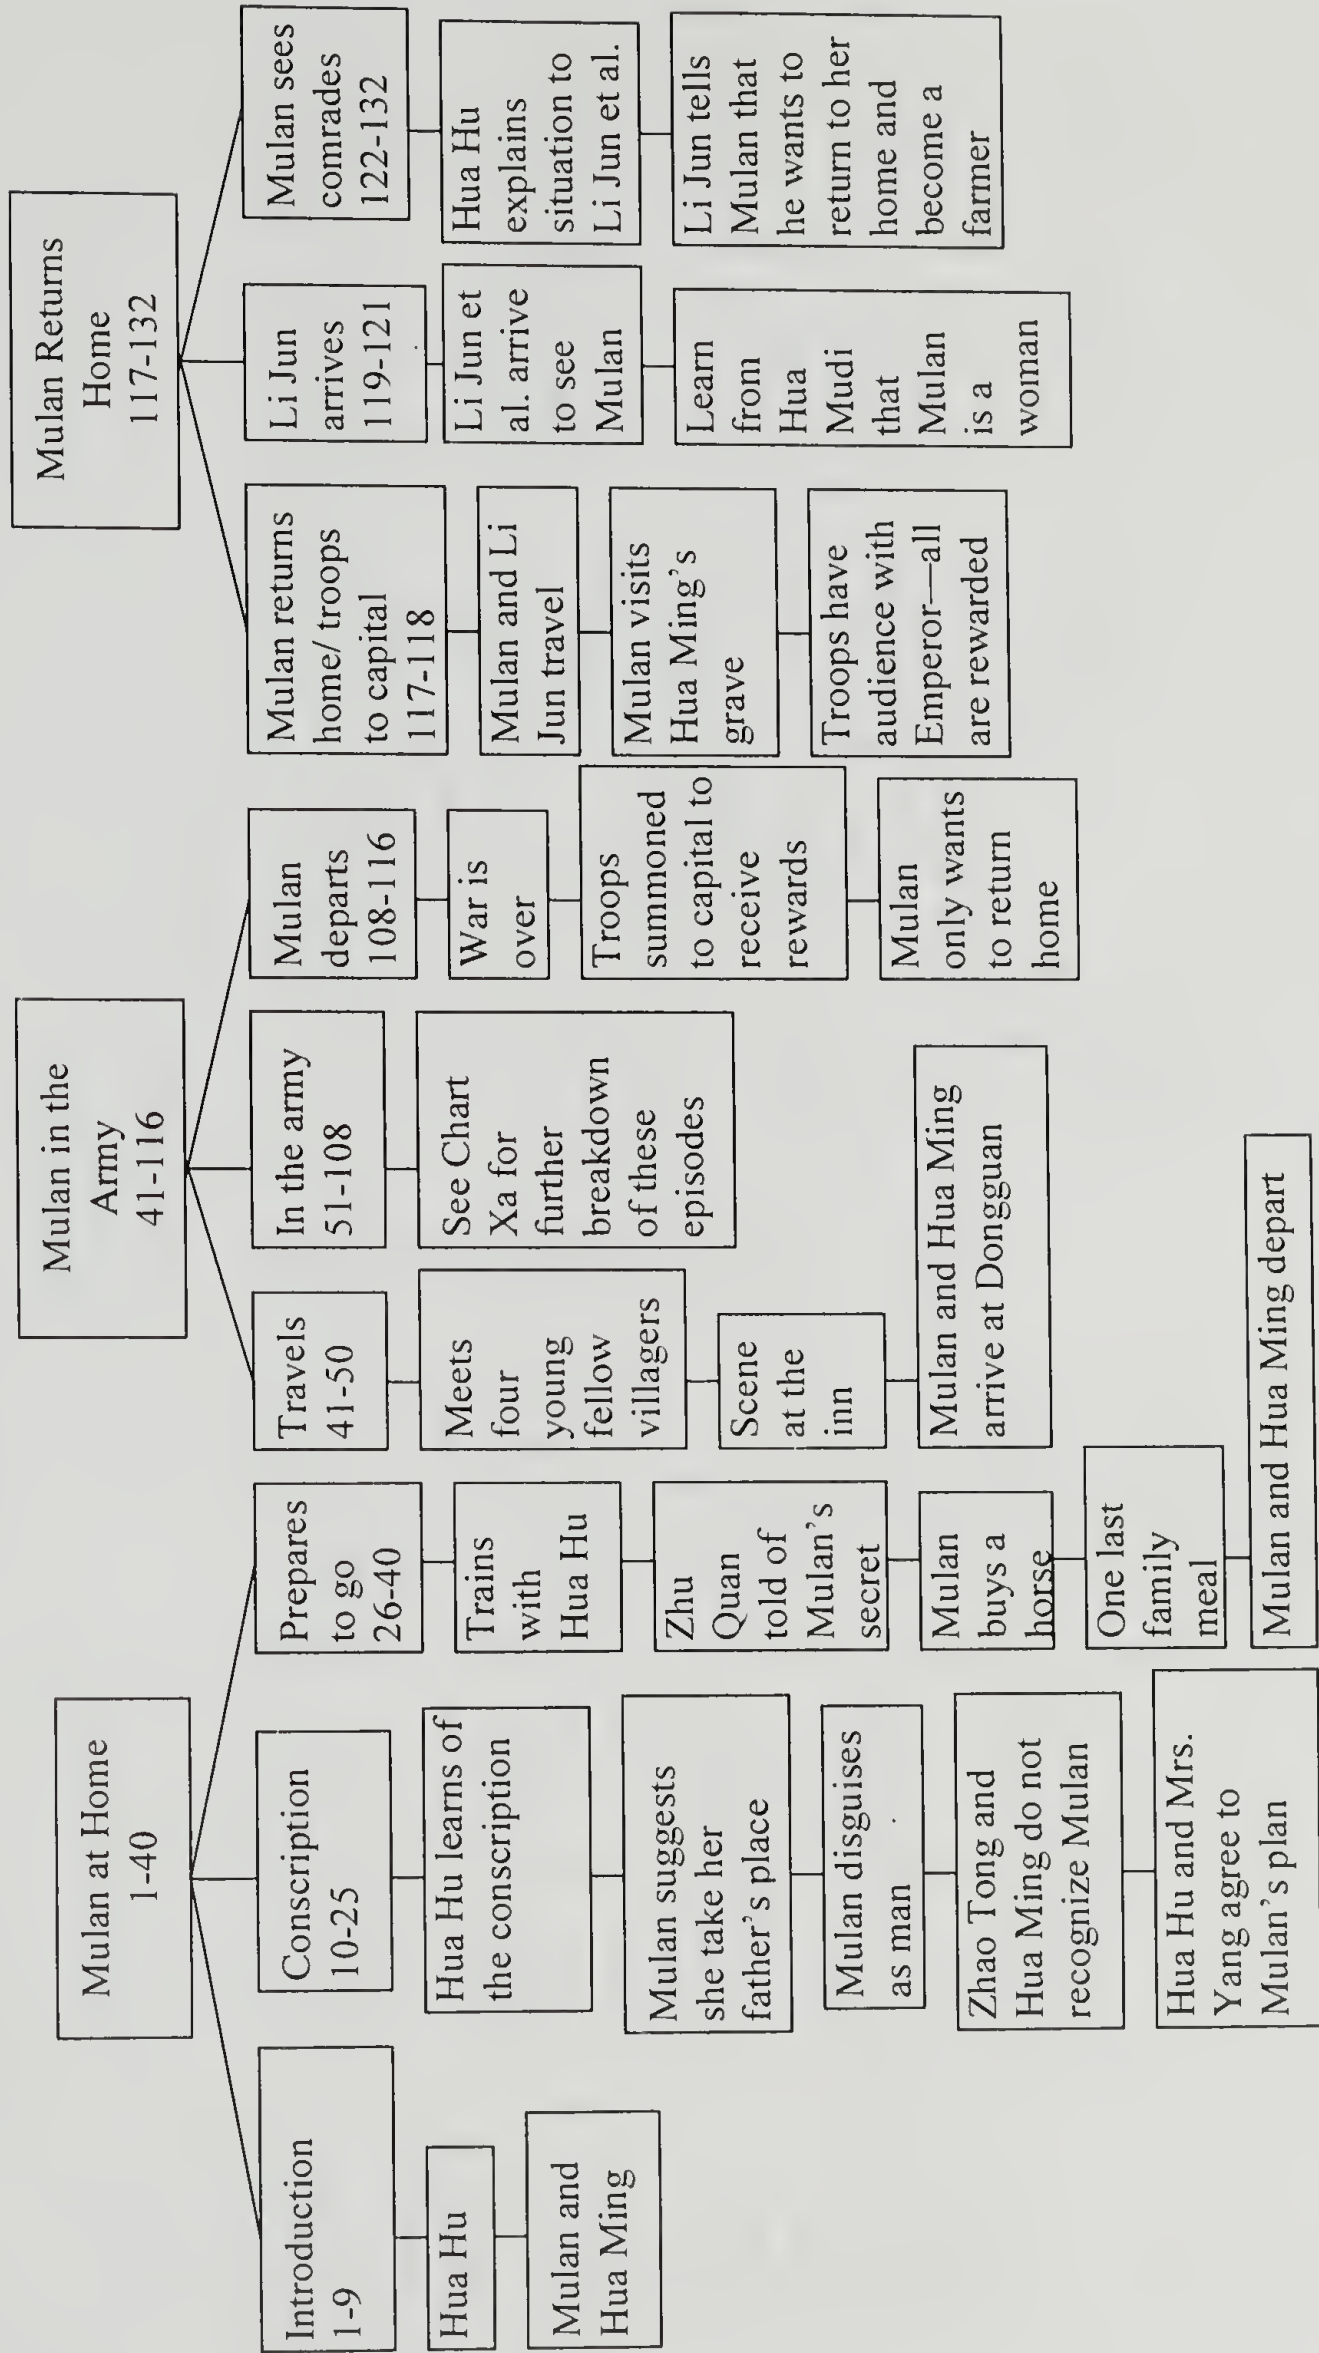 Mulan at Home
1-40
Introduction
1-9
Hua Hu
Mulan and
Hua Ming
Conscription
10-25
Hua Hu learns of
the conscription
Mulan suggests
she take her
father's place
Mulan disguises
as man
Zhao Tong and
Hua Ming do not
recognize Mulan
Hua Hu and Mrs.
Yang agree to
Mulan's plan
Prepares
to go
26-40
Trains
with
Hua Hu
Zhu
Quan
told of
Mulan's
secret
Mulan
buys a
horse
One last
family
meal
Mulan and Hua Ming depart
Mulan in the
Army
41-116
Travels
41-50
Meets
four
young
fellow
villagers
Scene
at the
inn
Mulan and Hua Ming
arrive at Dongguan
In the army
51-108
See Chart
Xa for
further
breakdown
of these
episodes
Mulan
departs
108-116
War is
over
Troops
summoned
to capital to
receive
rewards
Mulan
only wants
to return
home
Mulan Returns
Home
117-132
Mulan returns
home/ troops
to capital
117-118
Mulan and Li
Jun travel
Mulan visits
Hua Ming's
grave
Troops have
audience with
Emperor—all
are rewarded
Li Jun
arrives
119-121
Li Jun et
al. arrive
to see
Mulan
Learn
from
Hua
Mudi
that
Mulan
is a
woman
Mulan sees
comrades
122-132
Hua Hu
explains
situation to
Li Jun et al.
Li Jun tells
Mulan that
he wants to
return to her
home and
become a
farmer